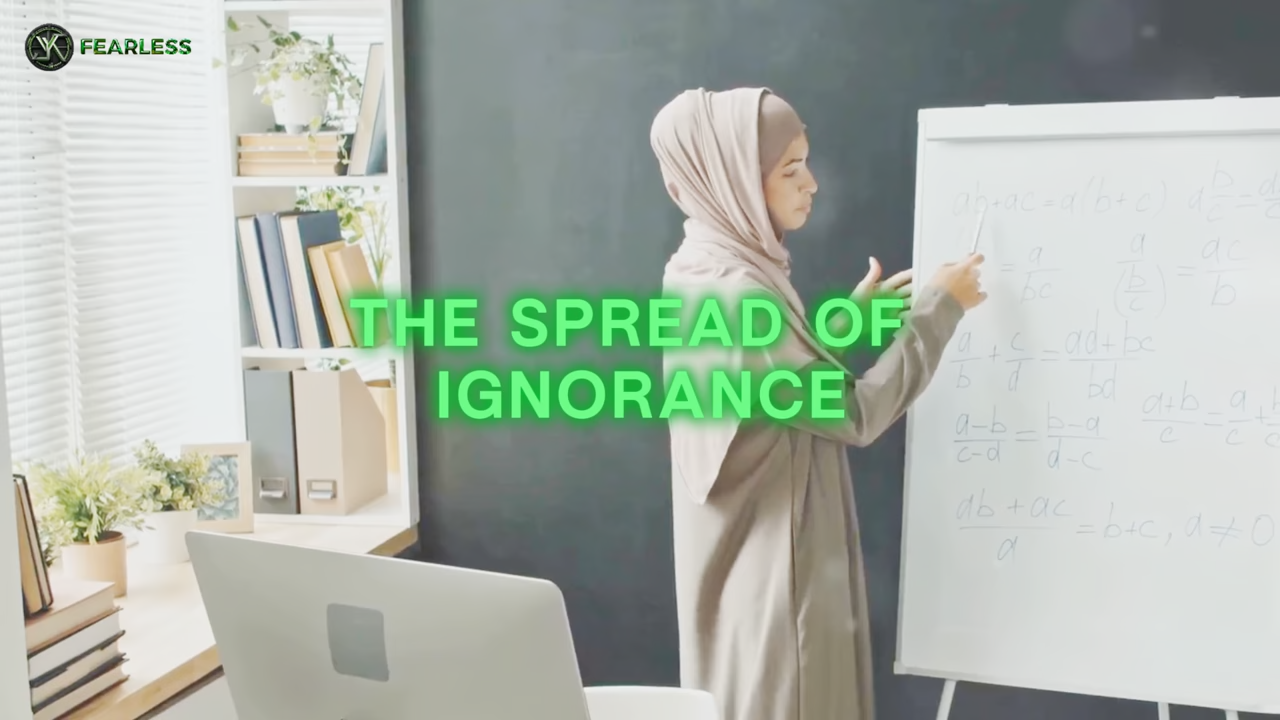 FEARLESS
THE SPREAD OF
IGNORANCE
ab+ac=a(b+c)
= a/bc
a/(b/c) = ac/b
a/b + c/d = ad+bc/bd
a-b/c-d = b-a/d-c
a+b/c = a/c +
ab+ac/a = b+c, a≠0